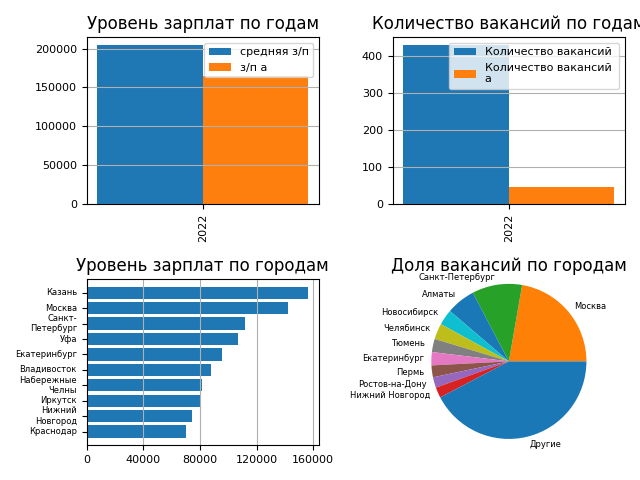 Уровень зарплат по годам
200000
150000
100000
50000
0
2022
средняя з/п
з/п а
Количество вакансий по годам
400
300
200
100
0
2022
Количество вакансий
Количество вакансий
а
Уровень зарплат по городам
Казань
Москва
Санкт-
Петербург
Уфа
Екатеринбург
Владивосток
Набережные
Челны
Иркутск
Нижний
Новгород
Краснодар
0
40000
80000
120000
160000
Доля вакансий по городам
Санкт-Петербург
Алматы
Москва
Новосибирск
Челябинск
Тюмень
Екатеринбург
Пермь
Ростов-на-Дону
Нижний Новгород
Другие